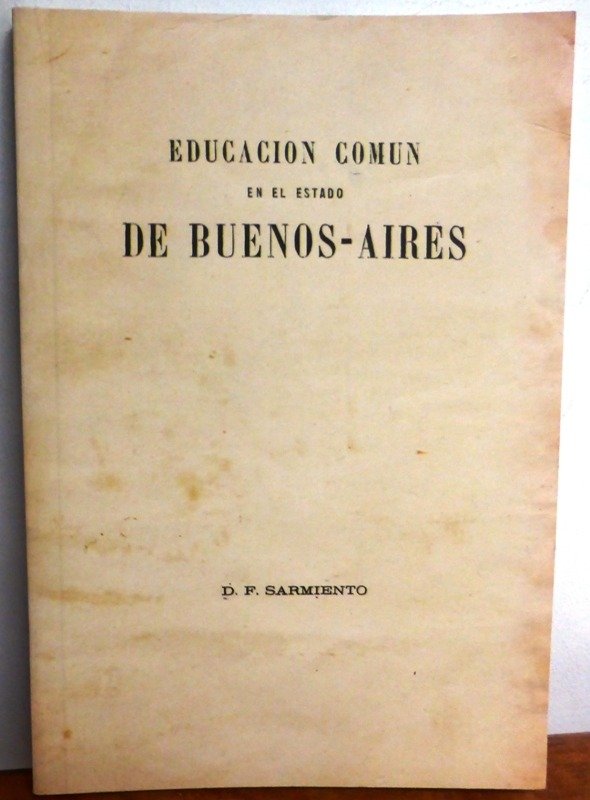 EDUCACION COMUN
EN EL ESTADO
DE BUENOS-AIRES
D. F. SARMIENTO